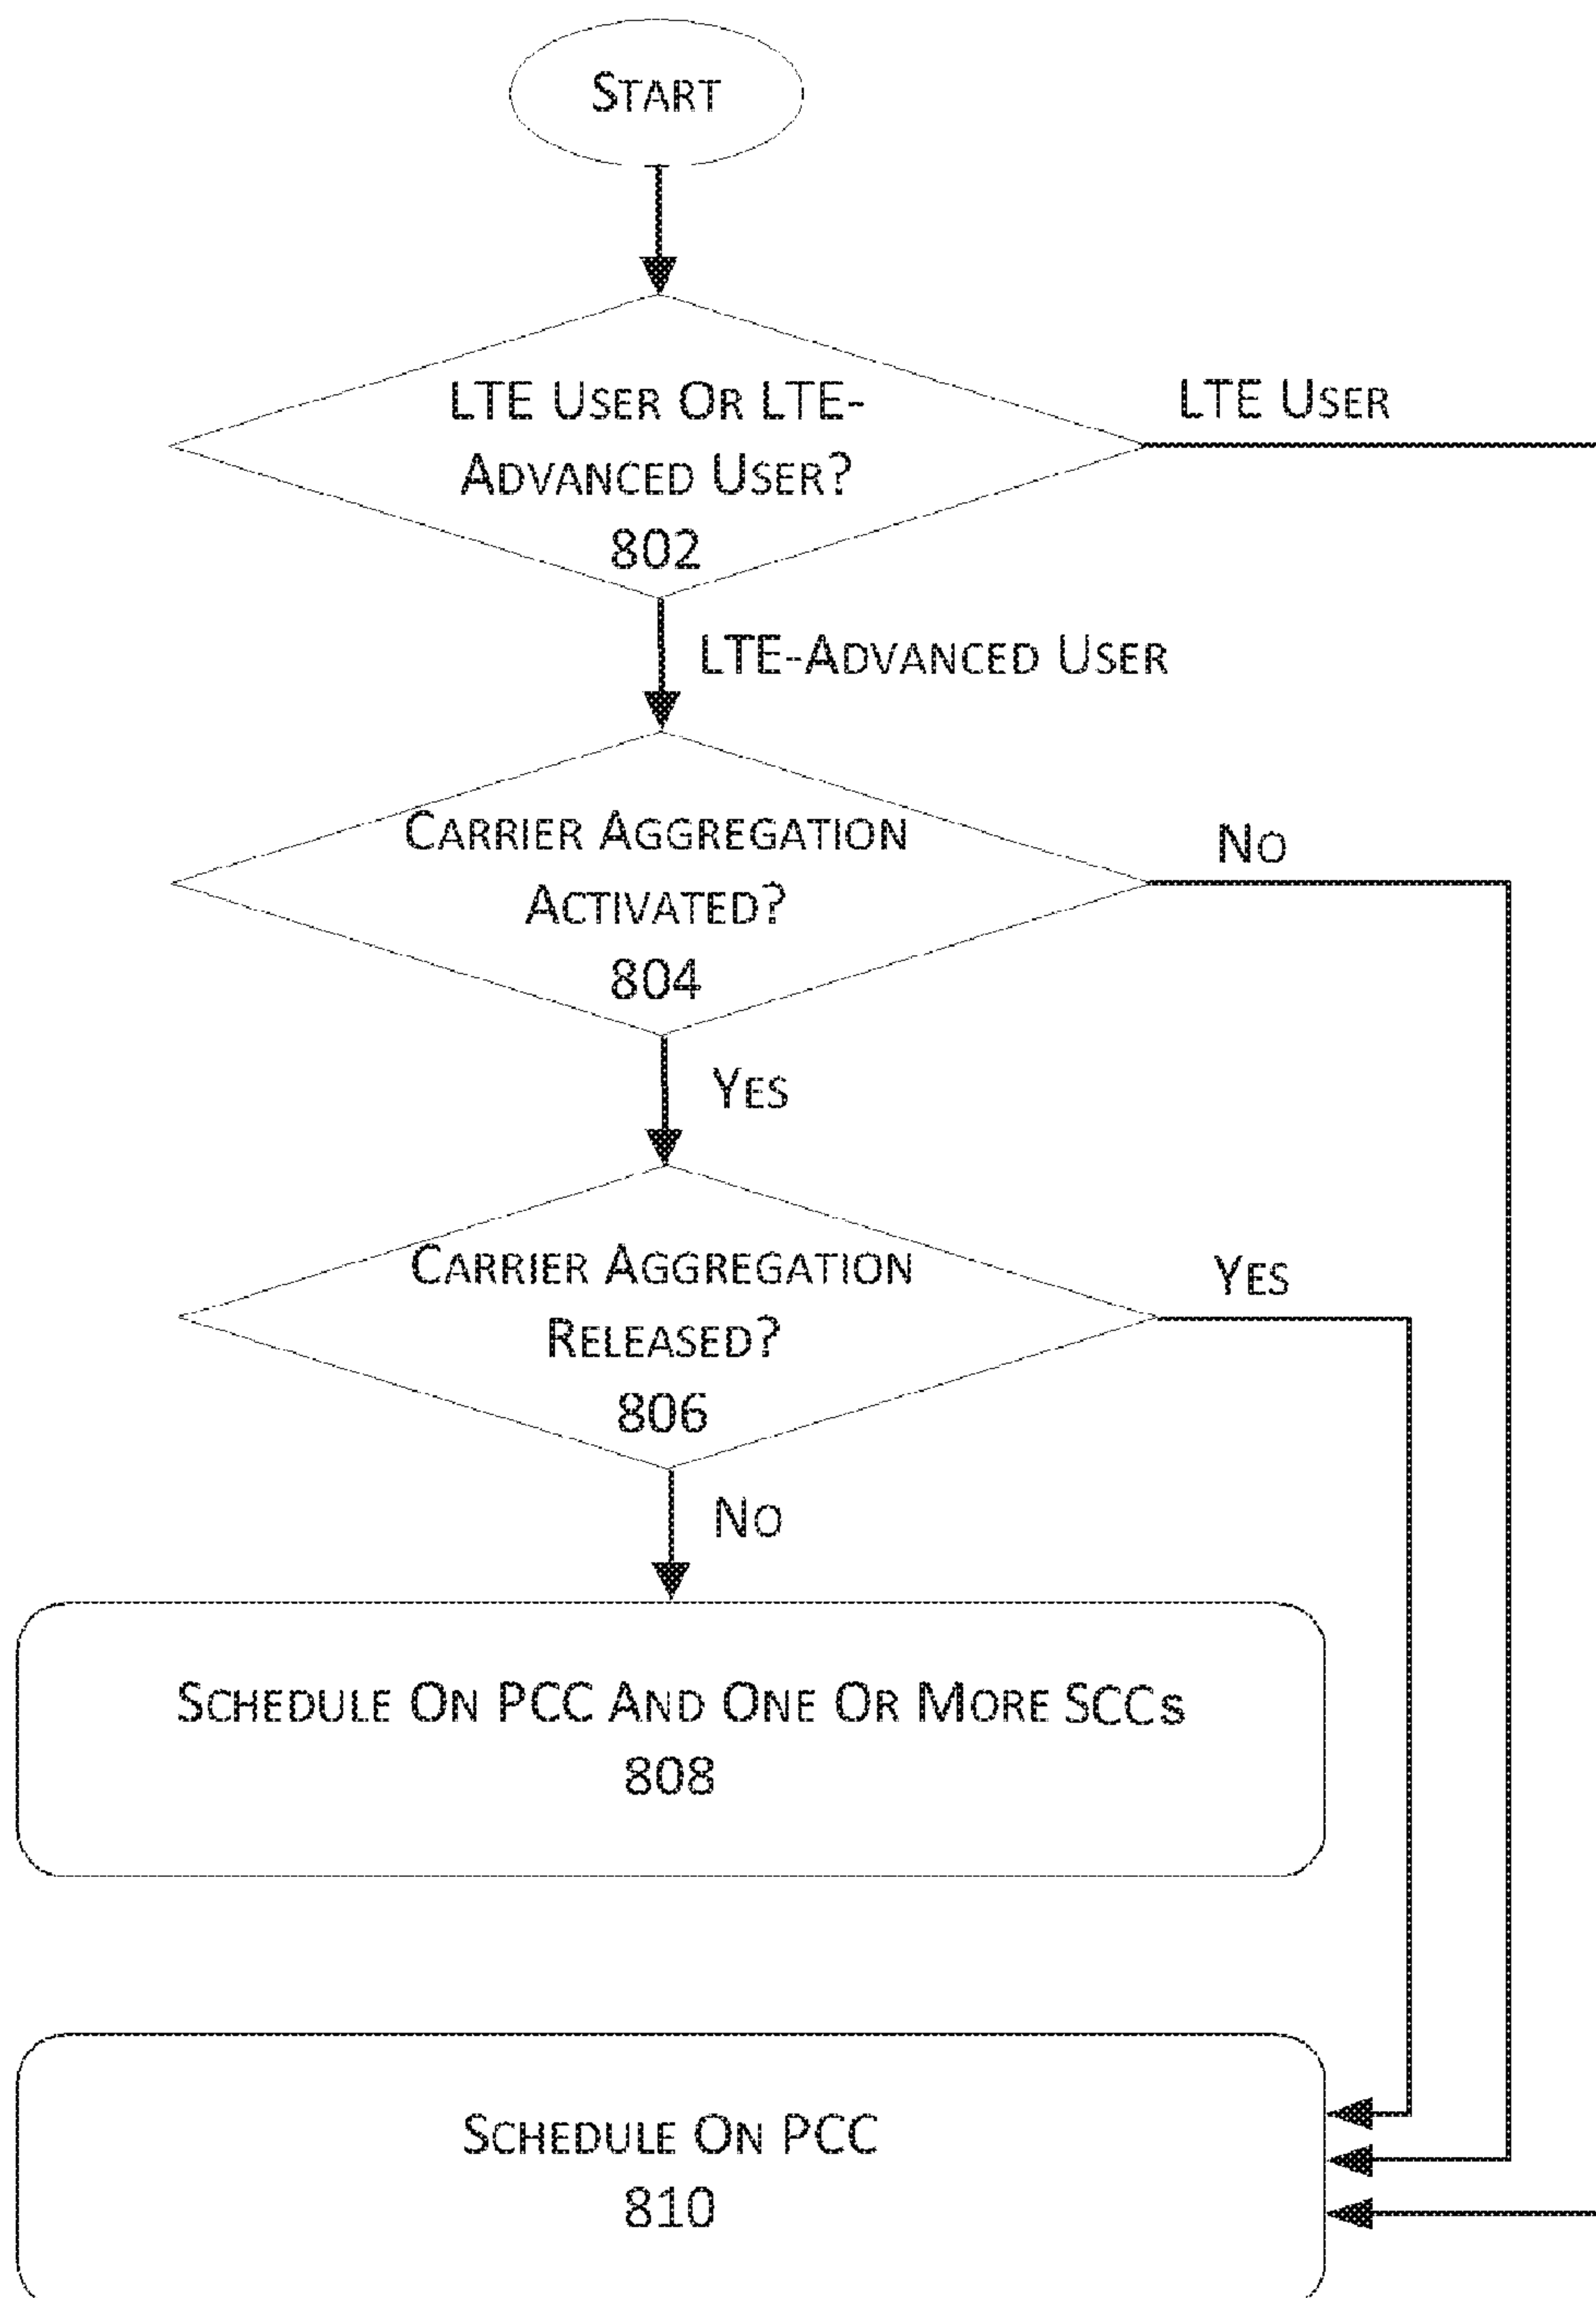 START
LTE USER OR LTE-
ADVANCED USER?
802
LTE USER
LTE-ADVANCED USER
CARRIER AGGREGATION
ACTIVATED?
804
NO
YES
CARRIER AGGREGATION
RELEASED?
806
YES
NO
SCHEDULE ON PCC AND ONE OR MORE SCCs
808
SCHEDULE ON PCC
810